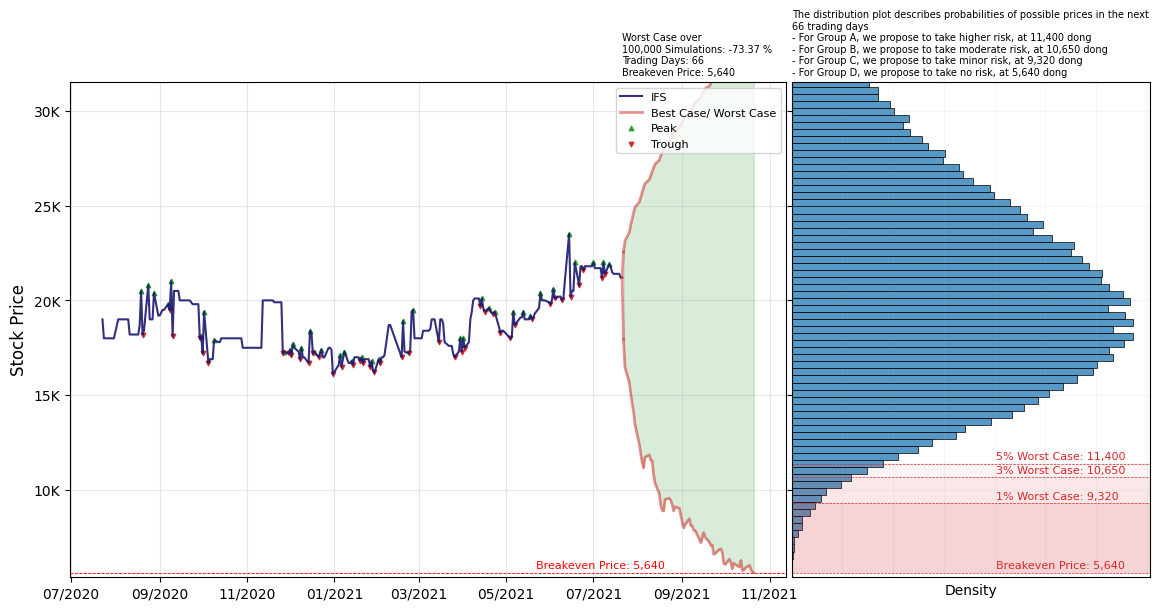 The distribution plot describes probabilities of possible prices in the next
66 trading days
- For Group A, we propose to take higher risk, at 11,400 dong
- For Group B, we propose to take moderate risk, at 10,650 dong
- For Group C, we propose to take minor risk, at 9,320 dong
- For Group D, we propose to take no risk, at 5,640 dong
Worst Case over
100,000 Simulations: -73.37 %
Trading Days: 66
Breakeven Price: 5,640
IFS
Best Case/ Worst Case
Peak
Trough
Stock Price
30K
25K
20K
15K
10K
5% Worst Case: 11,400
3% Worst Case: 10,650
1% Worst Case: 9,320
Breakeven Price: 5,640
Breakeven Price: 5,640
07/2020 09/2020 11/2020 01/2021 03/2021 05/2021 07/2021 09/2021 11/2021
Density